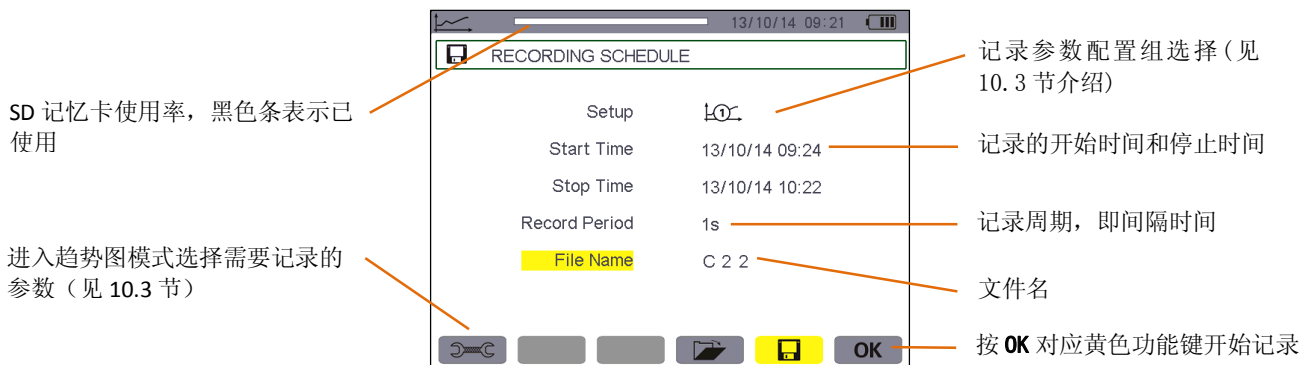 13/10/14 09:21
RECORDING SCHEDULE
记录参数配置组选择(见
10.3 节介绍)
SD 记忆卡使用率，黑色条表示已
使用
Setup 1
Start Time 13/10/14 09:24
记录的开始时间和停止时间
Stop Time 13/10/14 10:22
Record Period 1s
记录周期，即间隔时间
进入趋势图模式选择需要记录的
参数（见 10.3 节）
File Name C 2 2
文件名
OK
按 OK 对应黄色功能键开始记录